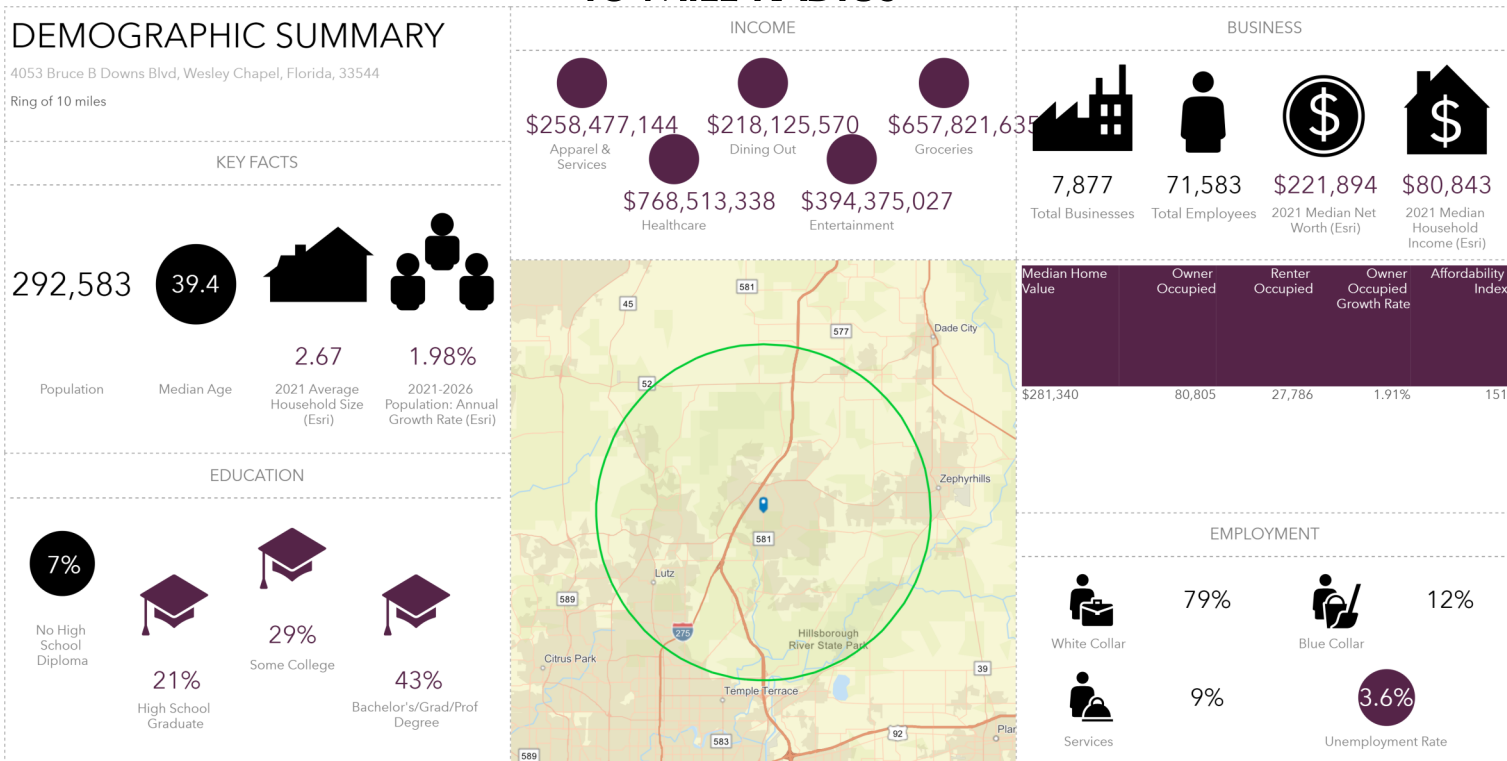 DEMOGRAPHIC SUMMARY
4053 Bruce B Downs Blvd, Wesley Chapel, Florida, 33544
Ring of 10 miles
KEY FACTS
292,583
Population
39.4
Median Age
2.67
2021 Average
Household Size
(Esri)
1.98%
2021-2026
Population: Annual
Growth Rate (Esri)
EDUCATION
7%
No High
School
Diploma
21%
High School
Graduate
29%
Some College
43%
Bachelor's/Grad/Prof
Degree
INCOME
$258,477,144
Apparel &
Services
$218,125,570
Dining Out
$657,821,635
Groceries
$768,513,338
Healthcare
$394,375,027
Entertainment
45
581
577
Dade City
52
Zephyrhills
581
Lutz
589
275
Hillsborough
River State Park
Citrus Park
39
Temple Terrace
92
583
589
BUSINESS
7,877
Total Businesses
71,583
Total Employees
$221,894
2021 Median Net
Worth (Esri)
$80,843
2021 Median
Household
Income (Esri)
Median Home
Value
Owner
Occupied
Renter
Occupied
Owner
Occupied
Growth Rate
Affordability
Index
$281,340
80,805
27,786
1.91%
151
EMPLOYMENT
79%
White Collar
12%
Blue Collar
9%
Services
3.6%
Unemployment Rate